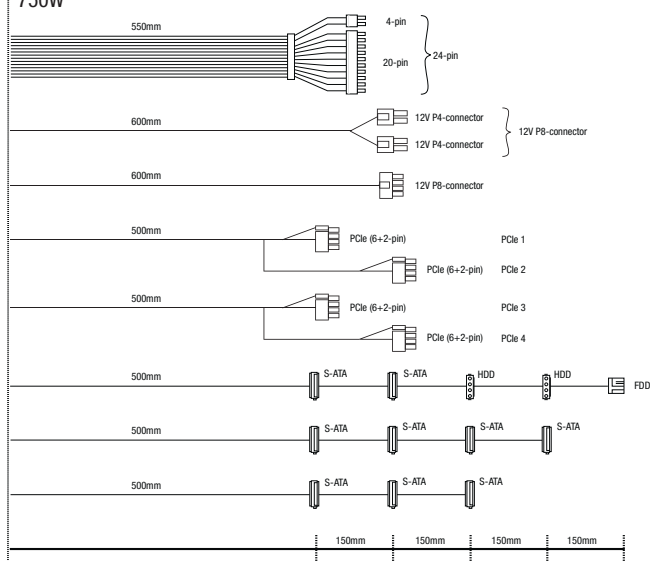 750W
550mm
4-pin
20-pin
24-pin
600mm
12V P4-connector
12V P4-connector
12V P8-connector
600mm
12V P8-connector
500mm
PCIe (6+2-pin) PCIe 1
PCIe (6+2-pin) PCIe 2
500mm
PCIe (6+2-pin) PCIe 3
PCIe (6+2-pin) PCIe 4
500mm S-ATA S-ATA HDD HDD FDD
500mm S-ATA S-ATA S-ATA S-ATA
500mm S-ATA S-ATA S-ATA
150mm 150mm 150mm 150mm